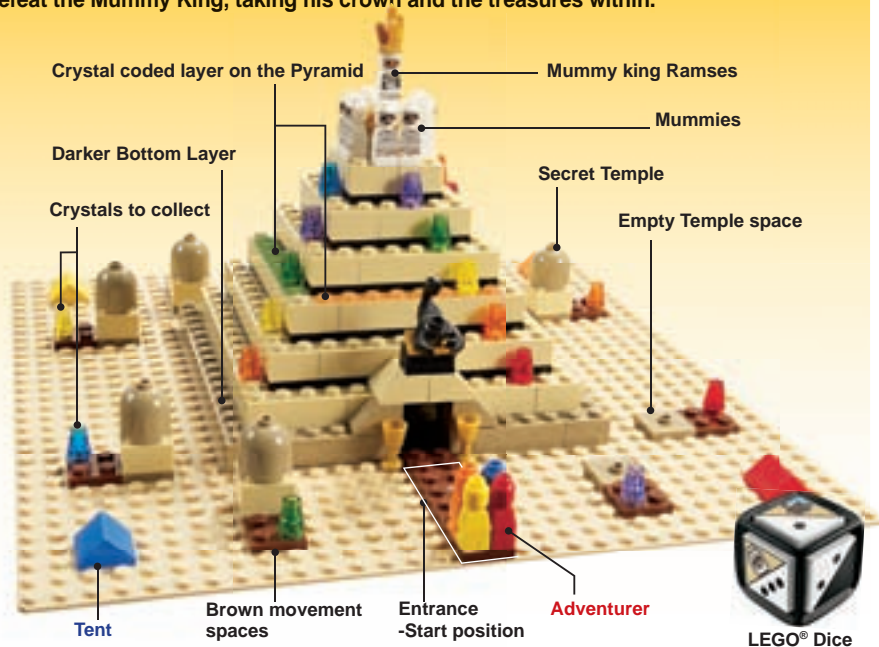 efeat the Mummy King, taking his crown and the treasures within.
Crystal coded layer on the Pyramid
Mummy king Ramses
Mummies
Darker Bottom Layer
Secret Temple
Crystals to collect
Empty Temple space
Tent
Brown movement
spaces
Entrance
-Start position
Adventurer
LEGO® Dice